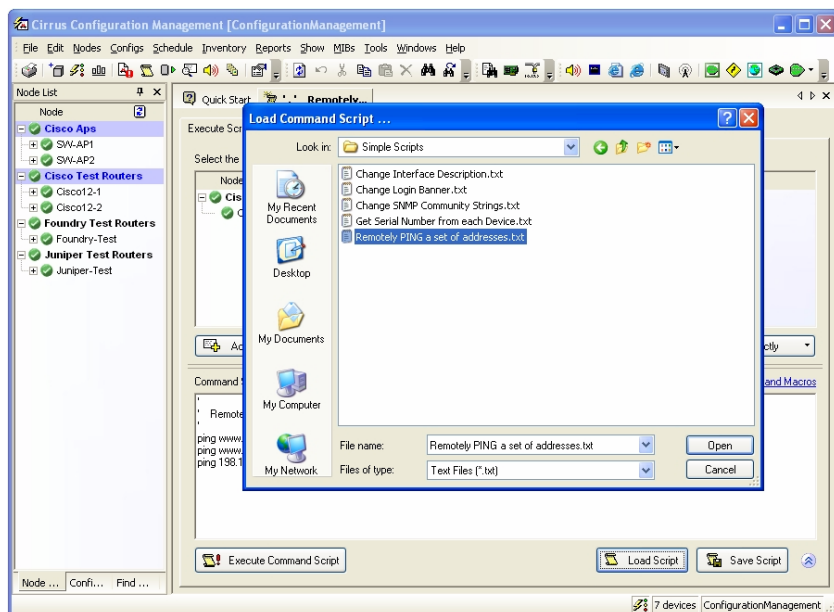 Cirrus Configuration Management [ConfigurationManagement]
File Edit Nodes Configs Schedule Inventory Reports Show MIBs Tools Windows Help
Node List
Node
Cisco Aps
SW-AP1
SW-AP2
Cisco Test Routers
Cisco12-1
Cisco12-2
Foundry Test Routers
Foundry-Test
Juniper Test Routers
Juniper-Test
Node ... Confi... Find ...
Quick Start
Remotely...
Execute Scr
Select the
Node
Cis
C
Ad
ctly
Command
and Macros
' Remote
ping www.
ping www.
ping 198.1
Load Command Script ...
Look in: Simple Scripts
My Recent Documents
Desktop
My Documents
My Computer
My Network
Change Interface Description.txt
Change Login Banner.txt
Change SNMP Community Strings.txt
Get Serial Number from each Device.txt
Remotely PING a set of addresses.txt
File name: Remotely PING a set of addresses.txt
Open
Files of type: Text Files (*.txt)
Cancel
Execute Command Script
Load Script
Save Script
7 devices ConfigurationManagement